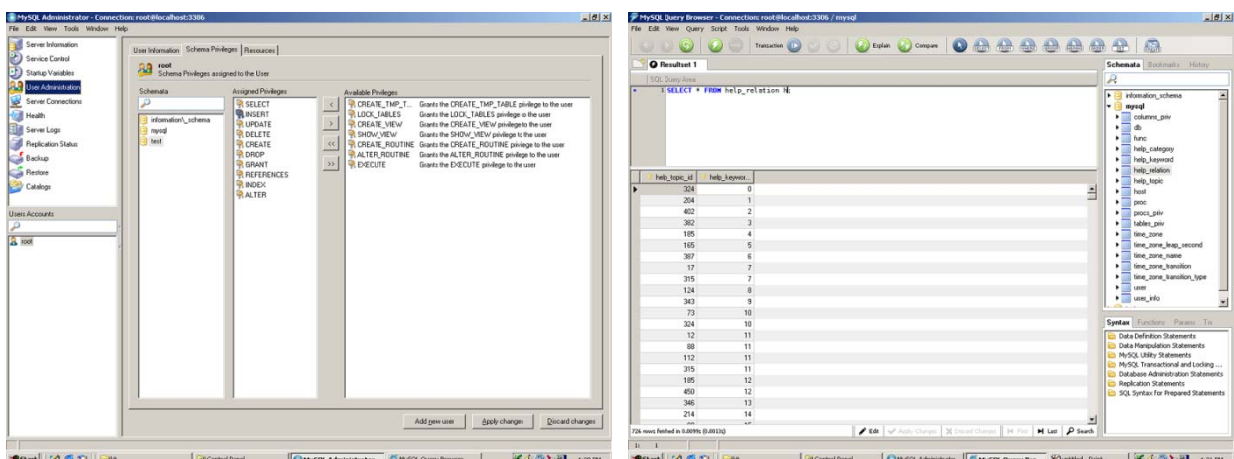 MySQL Administrator - Connection: root@localhost:3306
File Edit View Tools Window Help
Server Information
Service Control
Startup Variables
User Administration
Server Connections
Health
Server Logs
Replication Status
Backup
Restore
Catalogs
Users Accounts
root
User Information Schema Privileges Resources
root
Schema Privileges assigned to the User
Schemata
information\_schema
mysql
test
Assigned Privileges
SELECT
INSERT
UPDATE
DELETE
CREATE
DROP
GRANT
REFERENCES
INDEX
ALTER
<
>
<<
>>
Available Privileges
CREATE_TMP_T... Grants the CREATE_TMP_TABLE privilege to the user
LOCK_TABLES Grants the LOCK_TABLES privilege to the user
CREATE_VIEW Grants the CREATE_VIEW privilege to the user
SHOW_VIEW Grants the SHOW_VIEW privilege to the user
CREATE_ROUTINE Grants the CREATE_ROUTINE privilege to the user
ALTER_ROUTINE Grants the ALTER_ROUTINE privilege to the user
EXECUTE Grants the EXECUTE privilege to the user
Add new user Apply changes Discard changes
MySQL Query Browser - Connection: root@localhost:3306 / mysql
File Edit View Query Script Tools Window Help
Transaction Explain Compare
Resultset 1
SQL Query Area
1 SELECT * FROM help_relation h
help_topic_id help_keywor...
324 0
204 1
402 2
382 3
185 4
165 5
387 6
17 7
315 7
124 8
343 9
73 10
324 10
12 11
88 11
112 11
315 11
185 12
450 12
346 13
214 14
726 rows fetched in 0.0099s (0.0013s)
Edit Apply Changes Discard Changes First Last Search
1: 1
Schemata Bookmarks History
information_schema
mysql
columns_priv
db
func
help_category
help_keyword
help_relation
help_topic
host
proc
procs_priv
tables_priv
time_zone
time_zone_leap_second
time_zone_name
time_zone_transition
time_zone_transition_type
user
user_info
Syntax Functions Params Trx
Data Definition Statements
Data Manipulation Statements
MySQL Utility Statements
MySQL Transactional and Locking ...
Database Administration Statements
Replication Statements
SQL Syntax for Prepared Statements